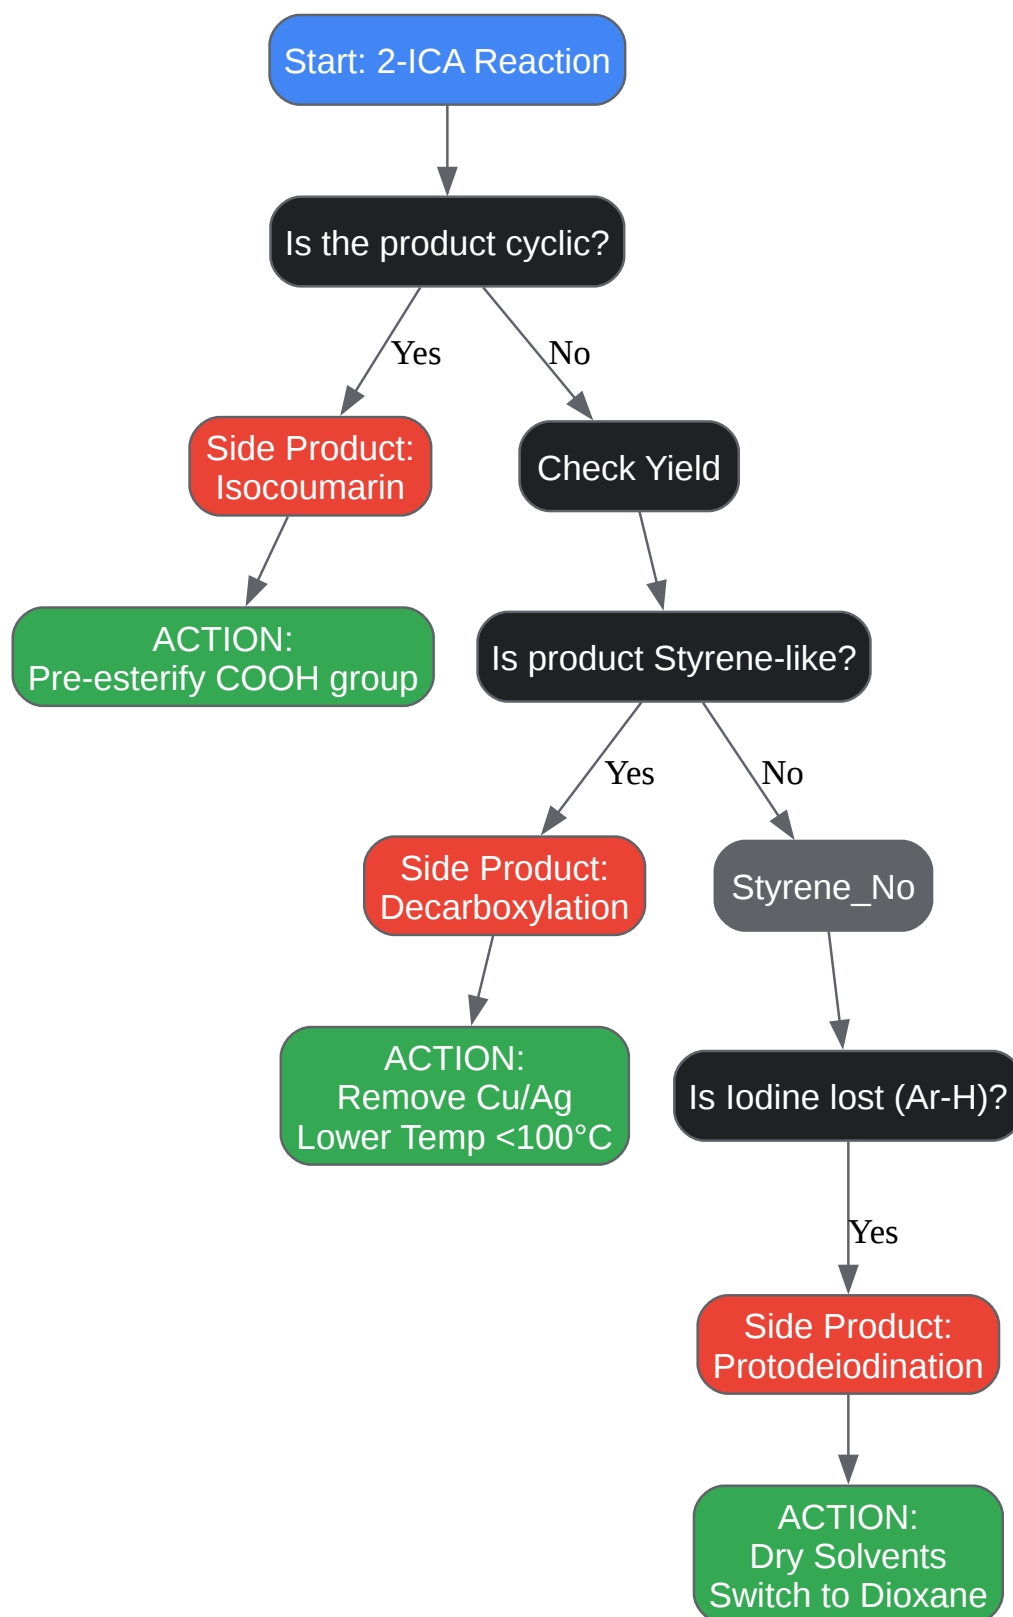 Start: 2-ICA Reaction
Is the product cyclic?
Yes
No
Side Product:
Isocoumarin
Check Yield
ACTION:
Pre-esterify COOH group
Is product Styrene-like?
Yes
No
Side Product:
Decarboxylation
Styrene_No
ACTION:
Remove Cu/Ag
Lower Temp <100°C
Is Iodine lost (Ar-H)?
Yes
Side Product:
Protodeiodination
ACTION:
Dry Solvents
Switch to Dioxane